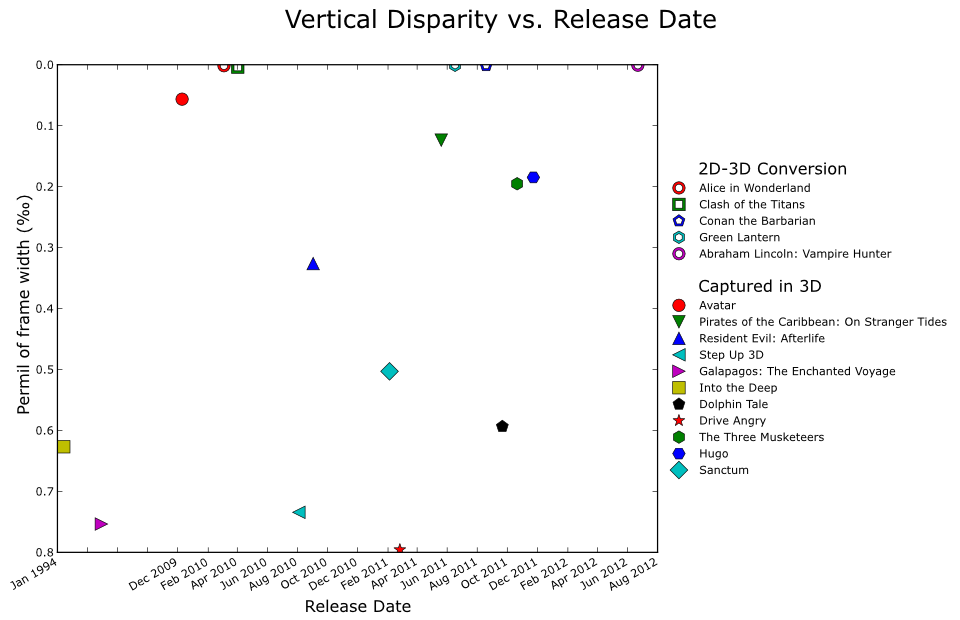 Vertical Disparity vs. Release Date
0.0
0.1
0.2
0.3
0.4
0.5
0.6
0.7
0.8
Permil of frame width (‰)
Jan 1994
Dec 2009
Feb 2010
Apr 2010
Jun 2010
Aug 2010
Oct 2010
Dec 2010
Feb 2011
Apr 2011
Jun 2011
Aug 2011
Oct 2011
Dec 2011
Feb 2012
Apr 2012
Jun 2012
Aug 2012
Release Date
2D-3D Conversion
Alice in Wonderland
Clash of the Titans
Conan the Barbarian
Green Lantern
Abraham Lincoln: Vampire Hunter
Captured in 3D
Avatar
Pirates of the Caribbean: On Stranger Tides
Resident Evil: Afterlife
Step Up 3D
Galapagos: The Enchanted Voyage
Into the Deep
Dolphin Tale
Drive Angry
The Three Musketeers
Hugo
Sanctum